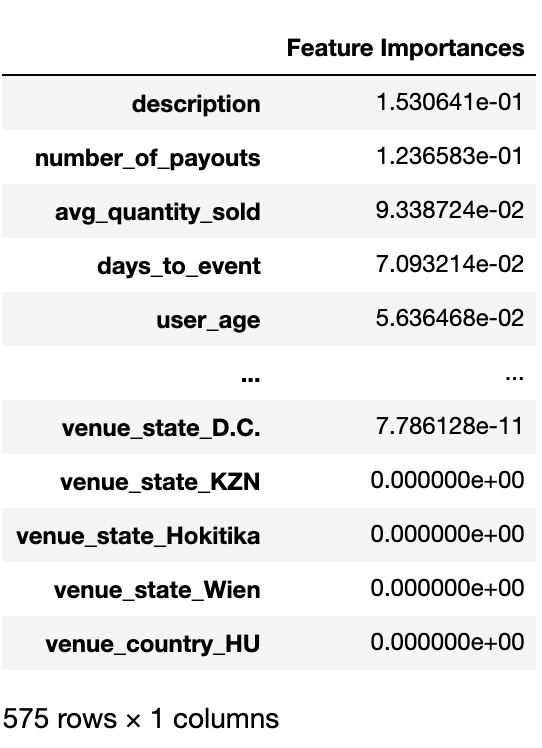 Feature Importances
description 1.530641e-01
number_of_payouts 1.236583e-01
avg_quantity_sold 9.338724e-02
days_to_event 7.093214e-02
user_age 5.636468e-02
... ...
venue_state_D.C. 7.786128e-11
venue_state_KZN 0.000000e+00
venue_state_Hokitika 0.000000e+00
venue_state_Wien 0.000000e+00
venue_country_HU 0.000000e+00
575 rows × 1 columns